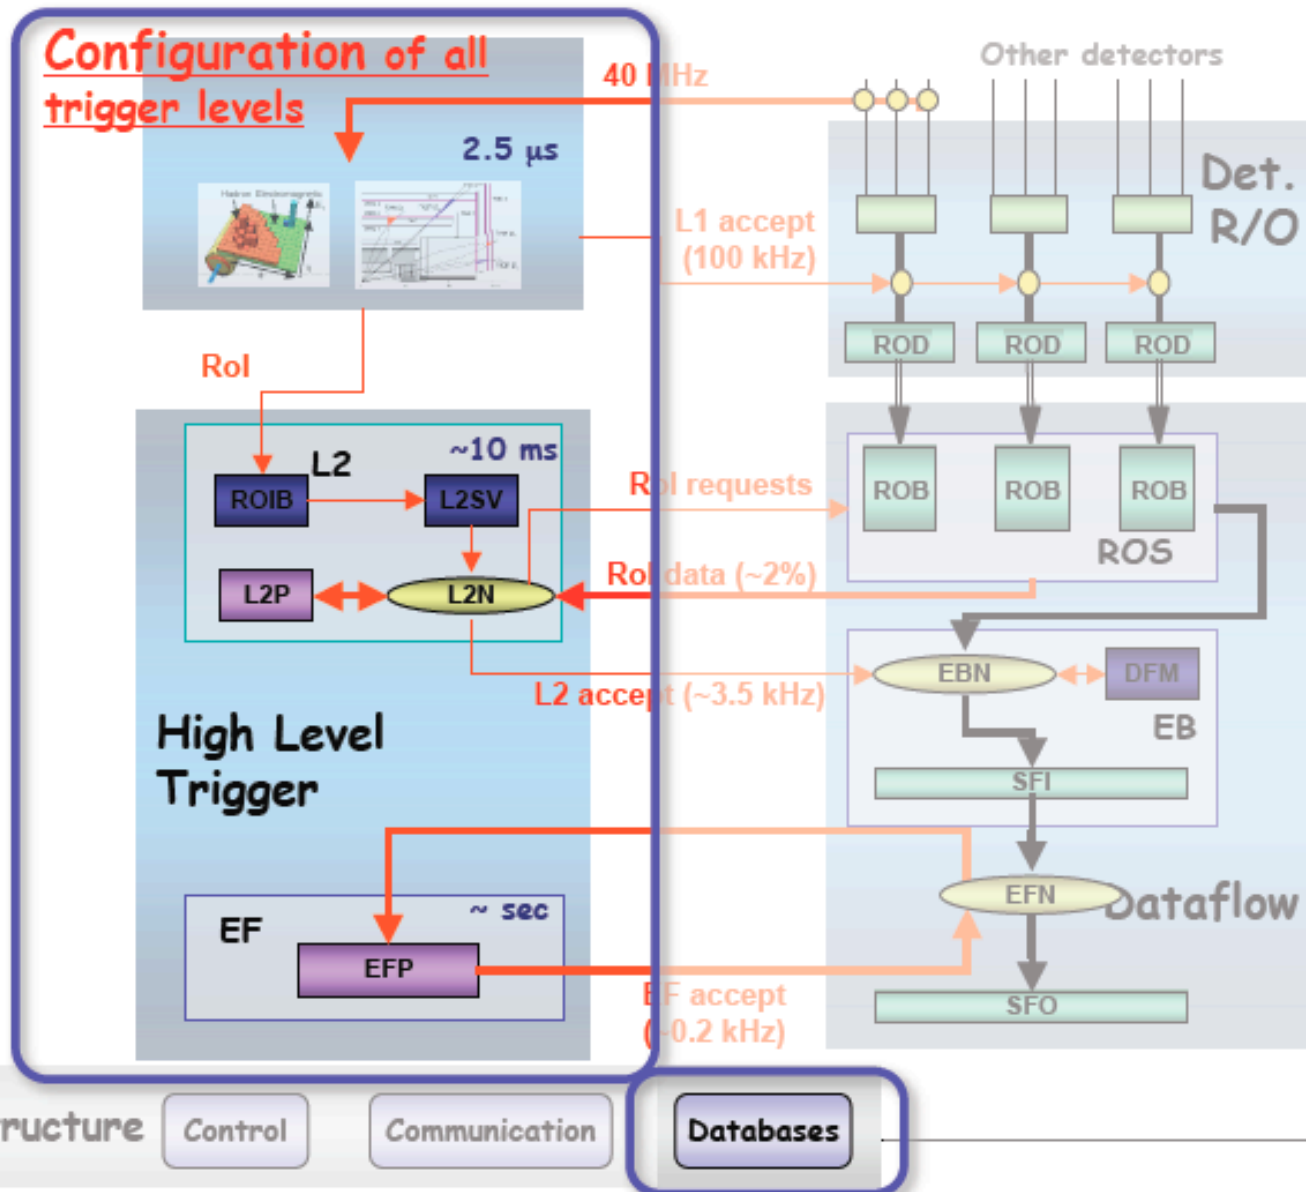 Configuration of all
trigger levels
40 MHz
Other detectors
2.5 µs
Hadron Electromagnetic
Det.
R/O
L1 accept
(100 kHz)
ROD
ROD
ROD
RoI
L2
~10 ms
ROIB
L2SV
RoI requests
ROB
ROB
ROB
ROS
L2P
L2N
RoI data (~2%)
EBN
DFM
L2 accept (~3.5 kHz)
EB
High Level
Trigger
SFI
EF
~ sec
EFN
Dataflow
EFP
EF accept
(~0.2 kHz)
SFO
ructure
Control
Communication
Databases